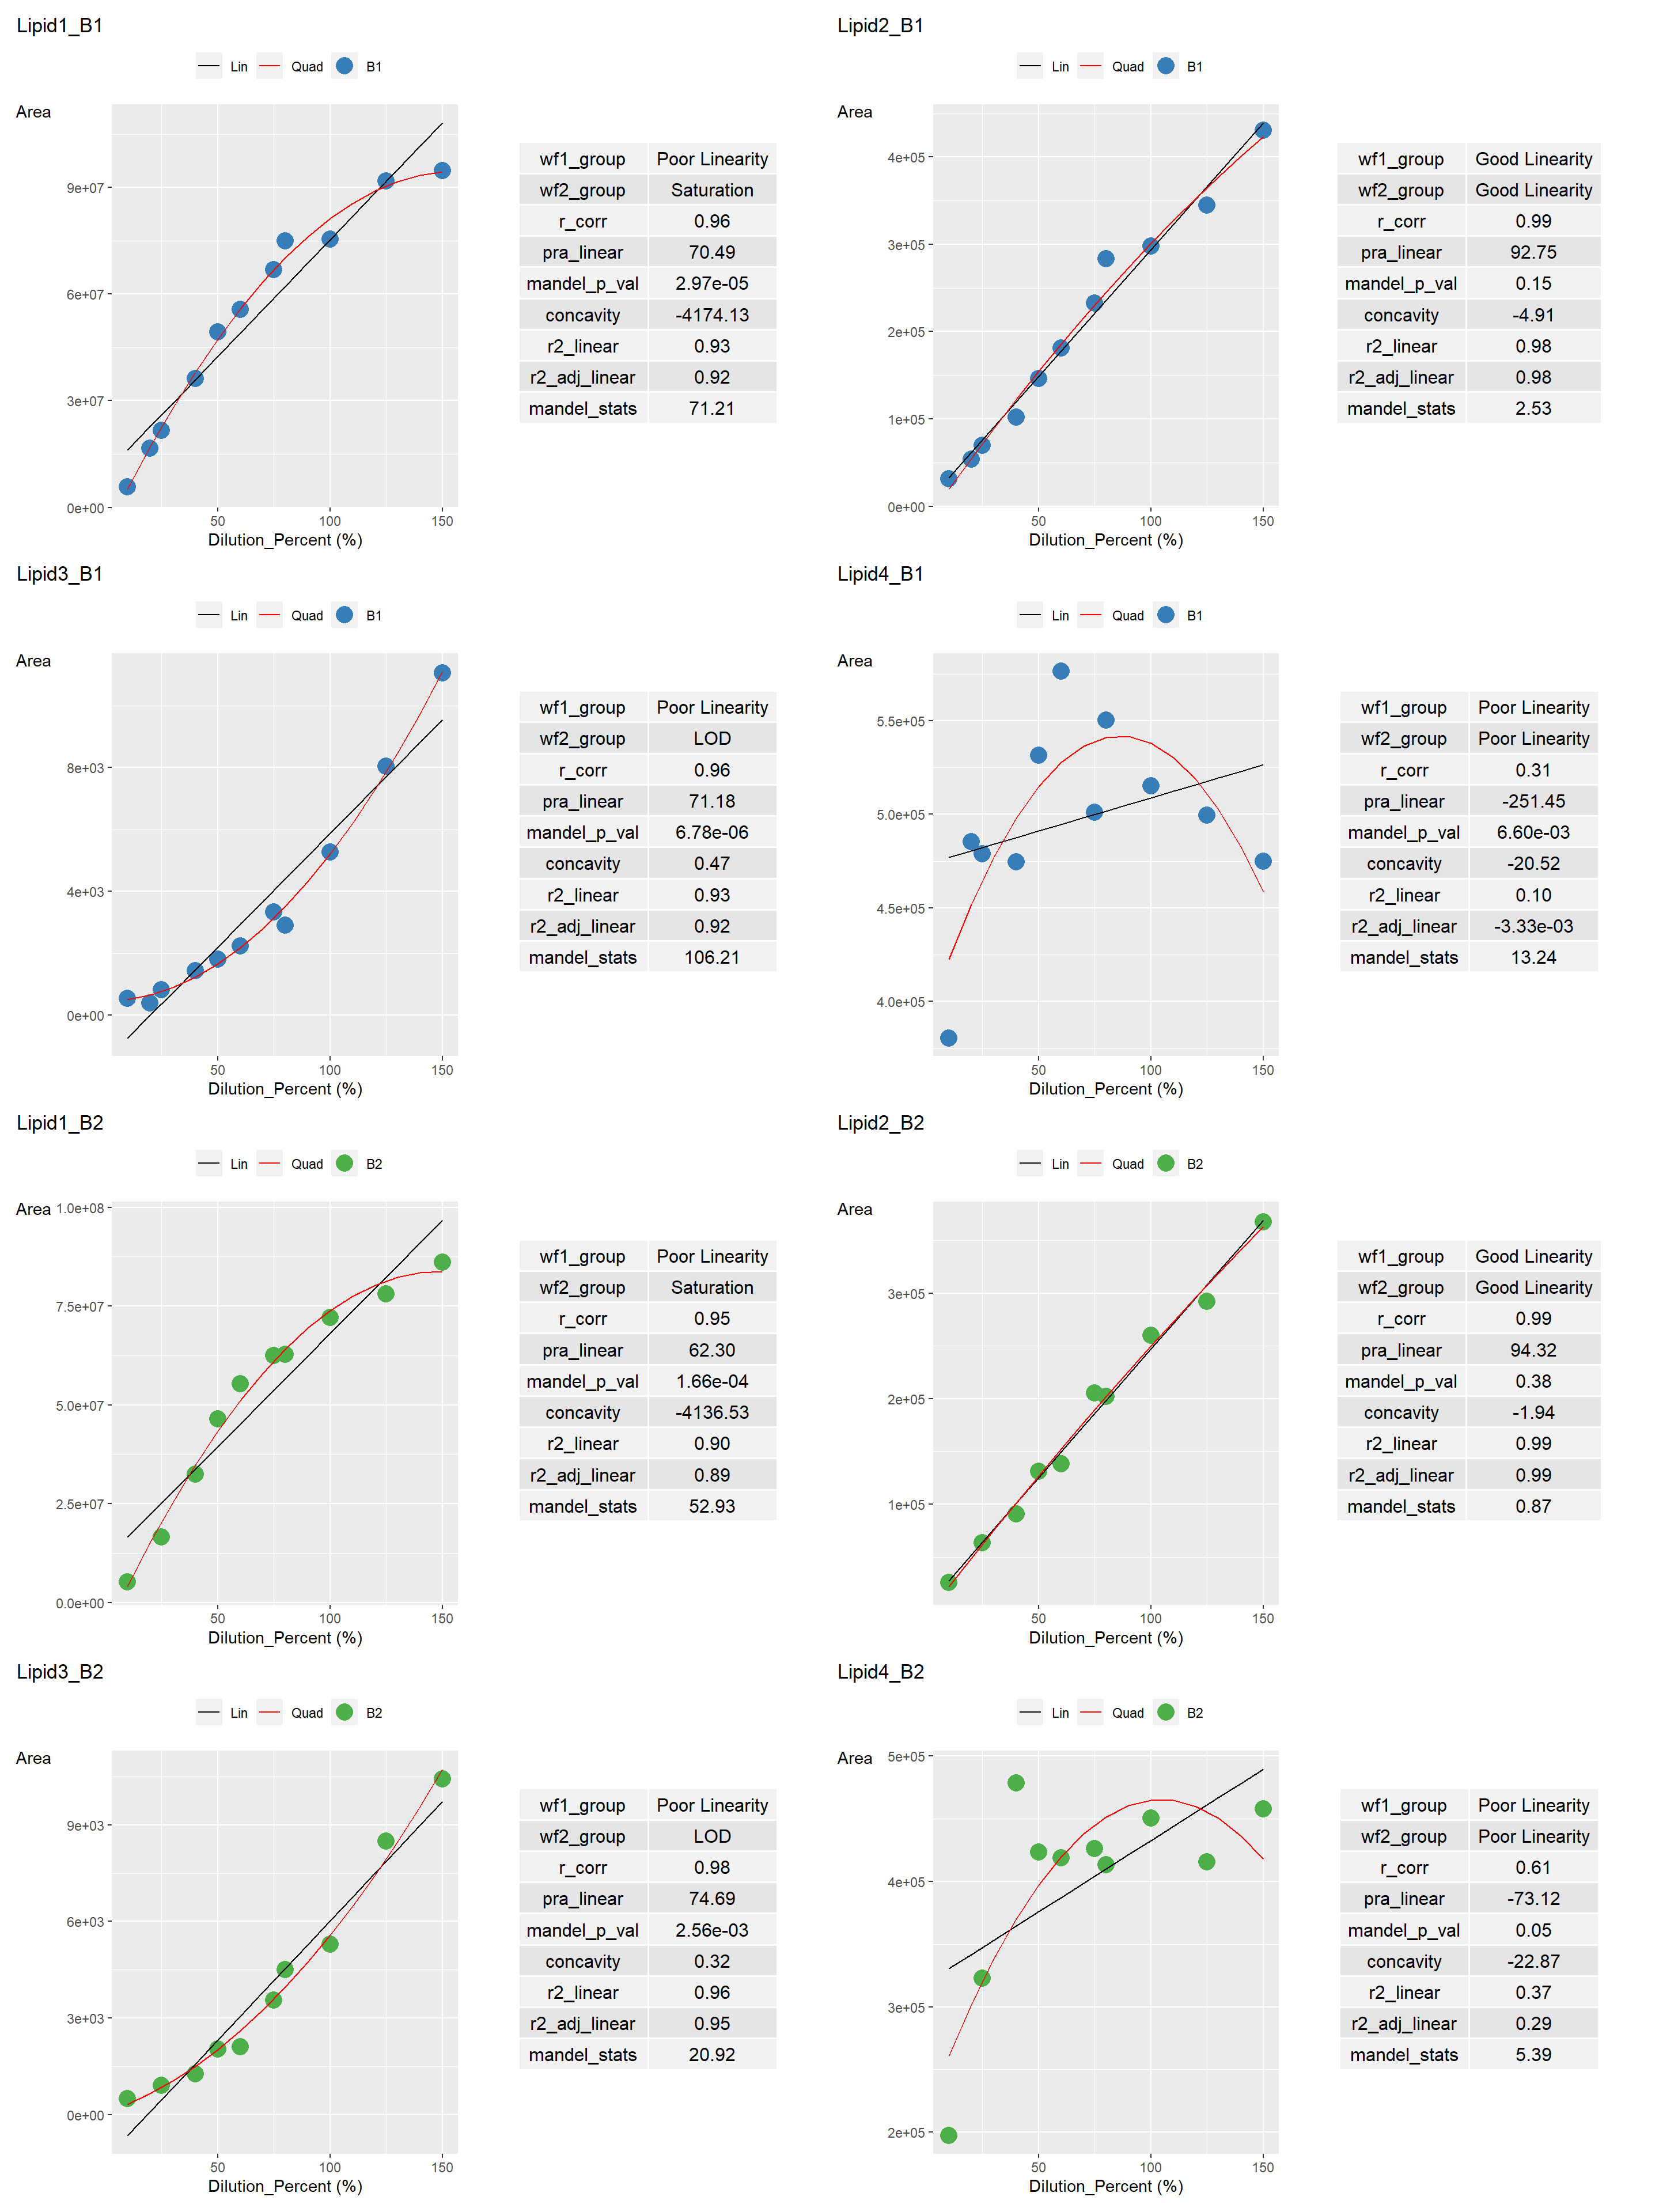 Lipid1_B1
Lin Quad B1
Area
9e+07
6e+07
3e+07
0e+00
50 100 150
Dilution_Percent (%)
wf1_group Poor Linearity
wf2_group Saturation
r_corr 0.96
pra_linear 70.49
mandel_p_val 2.97e-05
concavity -4174.13
r2_linear 0.93
r2_adj_linear 0.92
mandel_stats 71.21
Lipid2_B1
Lin Quad B1
Area
4e+05
3e+05
2e+05
1e+05
0e+00
50 100 150
Dilution_Percent (%)
wf1_group Good Linearity
wf2_group Good Linearity
r_corr 0.99
pra_linear 92.75
mandel_p_val 0.15
concavity -4.91
r2_linear 0.98
r2_adj_linear 0.98
mandel_stats 2.53
Lipid3_B1
Lin Quad B1
Area
8e+03
4e+03
0e+00
50 100 150
Dilution_Percent (%)
wf1_group Poor Linearity
wf2_group LOD
r_corr 0.96
pra_linear 71.18
mandel_p_val 6.78e-06
concavity 0.47
r2_linear 0.93
r2_adj_linear 0.92
mandel_stats 106.21
Lipid4_B1
Lin Quad B1
Area
5.5e+05
5.0e+05
4.5e+05
4.0e+05
50 100 150
Dilution_Percent (%)
wf1_group Poor Linearity
wf2_group Poor Linearity
r_corr 0.31
pra_linear -251.45
mandel_p_val 6.60e-03
concavity -20.52
r2_linear 0.10
r2_adj_linear -3.33e-03
mandel_stats 13.24
Lipid1_B2
Lin Quad B2
Area
1.0e+08
7.5e+07
5.0e+07
2.5e+07
0.0e+00
50 100 150
Dilution_Percent (%)
wf1_group Poor Linearity
wf2_group Saturation
r_corr 0.95
pra_linear 62.30
mandel_p_val 1.66e-04
concavity -4136.53
r2_linear 0.90
r2_adj_linear 0.89
mandel_stats 52.93
Lipid2_B2
Lin Quad B2
Area
3e+05
2e+05
1e+05
50 100 150
Dilution_Percent (%)
wf1_group Good Linearity
wf2_group Good Linearity
r_corr 0.99
pra_linear 94.32
mandel_p_val 0.38
concavity -1.94
r2_linear 0.99
r2_adj_linear 0.99
mandel_stats 0.87
Lipid3_B2
Lin Quad B2
Area
9e+03
6e+03
3e+03
0e+00
50 100 150
Dilution_Percent (%)
wf1_group Poor Linearity
wf2_group LOD
r_corr 0.98
pra_linear 74.69
mandel_p_val 2.56e-03
concavity 0.32
r2_linear 0.96
r2_adj_linear 0.95
mandel_stats 20.92
Lipid4_B2
Lin Quad B2
Area
5e+05
4e+05
3e+05
2e+05
50 100 150
Dilution_Percent (%)
wf1_group Poor Linearity
wf2_group Poor Linearity
r_corr 0.61
pra_linear -73.12
mandel_p_val 0.05
concavity -22.87
r2_linear 0.37
r2_adj_linear 0.29
mandel_stats 5.39